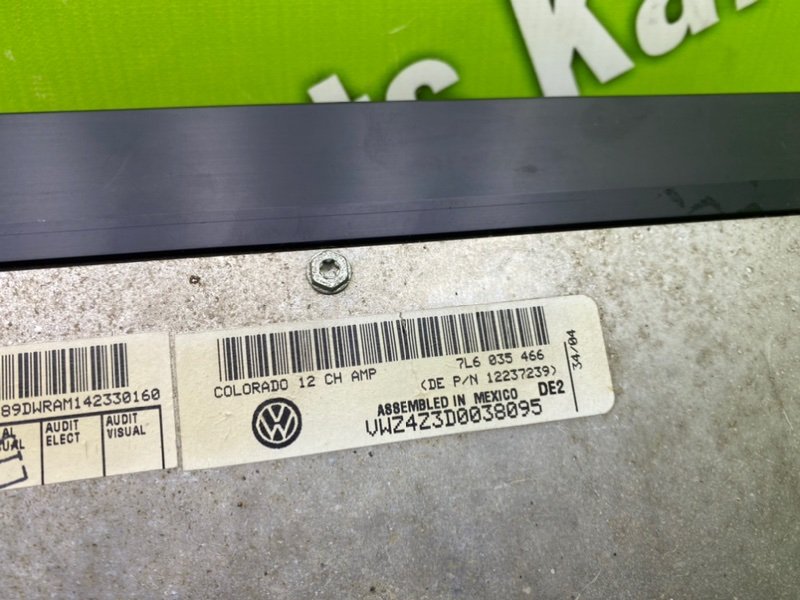 Ka
89DWRAM142330160
AUDIT ELECT
AUDIT VISUAL
COLORADO 12 CH AMP
7L6 035 466
(DE P/N 12237239)
ASSEMBLED IN MEXICO DE2
VWZ4Z3D0038095
34/04